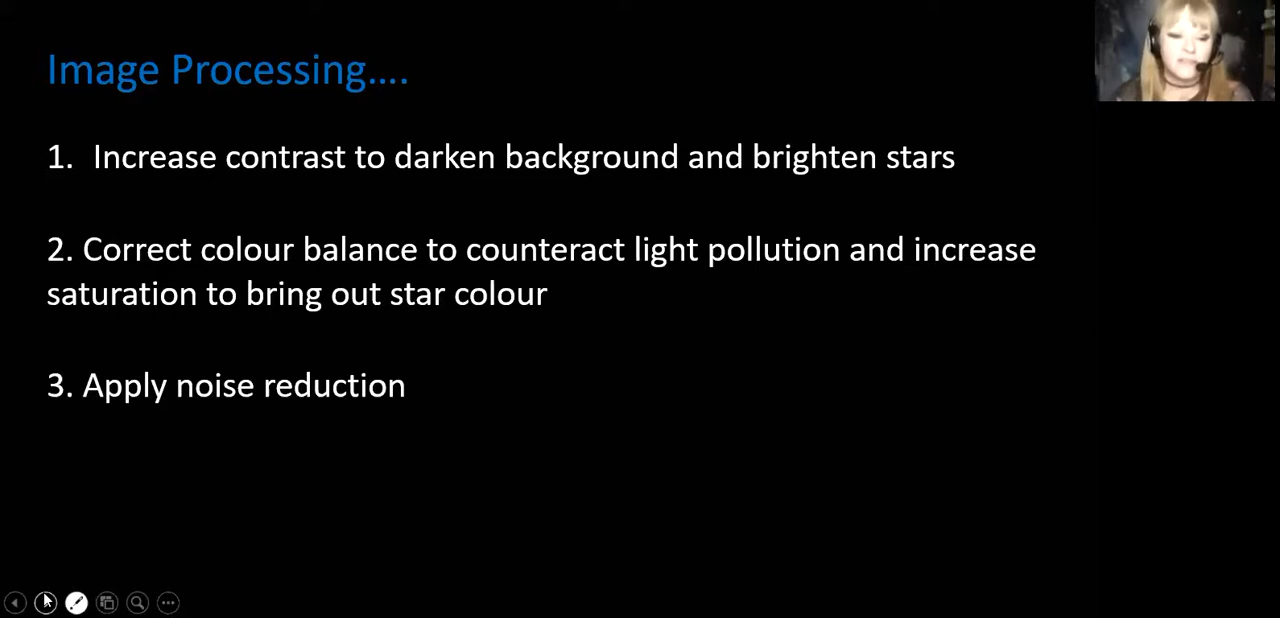 Image Processing....
1. Increase contrast to darken background and brighten stars
2. Correct colour balance to counteract light pollution and increase
saturation to bring out star colour
3. Apply noise reduction